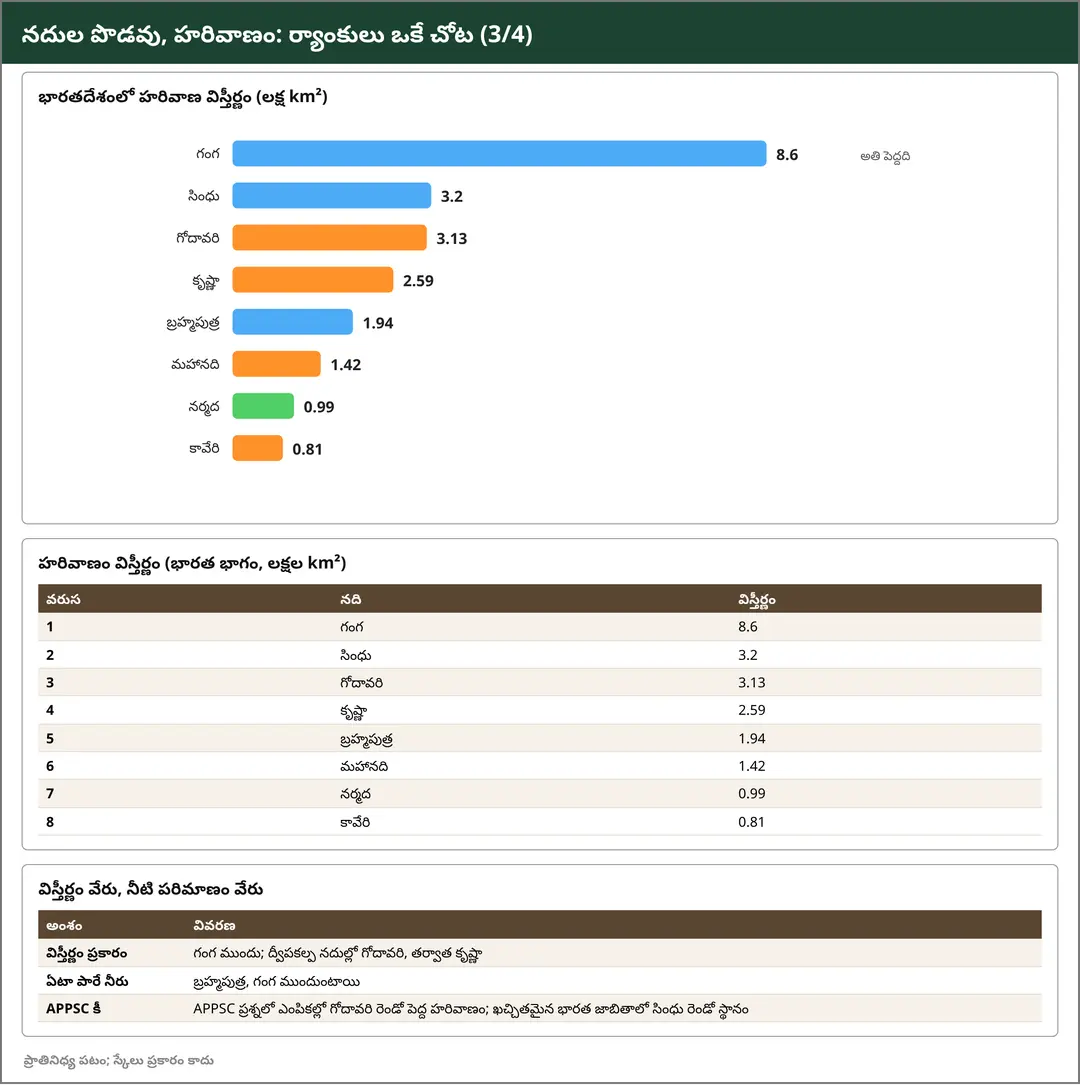 నదుల పొడవు, హరివాణం: ర్యాంకులు ఒకే చోట (3/4)
భారతదేశంలో హరివాణ విస్తీర్ణం (లక్ష km²)
గంగ 8.6 అతి పెద్దది
సింధు 3.2
గోదావరి 3.13
కృష్ణా 2.59
బ్రహ్మపుత్ర 1.94
మహానది 1.42
నర్మద 0.99
కావేరి 0.81
హరివాణం విస్తీర్ణం (భారత భాగం, లక్షల km²)
వరుస నది విస్తీర్ణం
1 గంగ 8.6
2 సింధు 3.2
3 గోదావరి 3.13
4 కృష్ణా 2.59
5 బ్రహ్మపుత్ర 1.94
6 మహానది 1.42
7 నర్మద 0.99
8 కావేరి 0.81
విస్తీర్ణం వేరు, నీటి పరిమాణం వేరు
అంశం వివరణ
విస్తీర్ణం ప్రకారం గంగ ముందు; ద్వీపకల్ప నదుల్లో గోదావరి, తర్వాత కృష్ణా
ఏటా పారే నీరు బ్రహ్మపుత్ర, గంగ ముందుంటాయి
APPSC కీ APPSC ప్రశ్నలో ఎంపికల్లో గోదావరి రెండో పెద్ద హరివాణం; ఖచ్చితమైన భారత జాబితాలో సింధు రెండో స్థానం
ప్రాతినిధ్య పటం; స్కేలు ప్రకారం కాదు